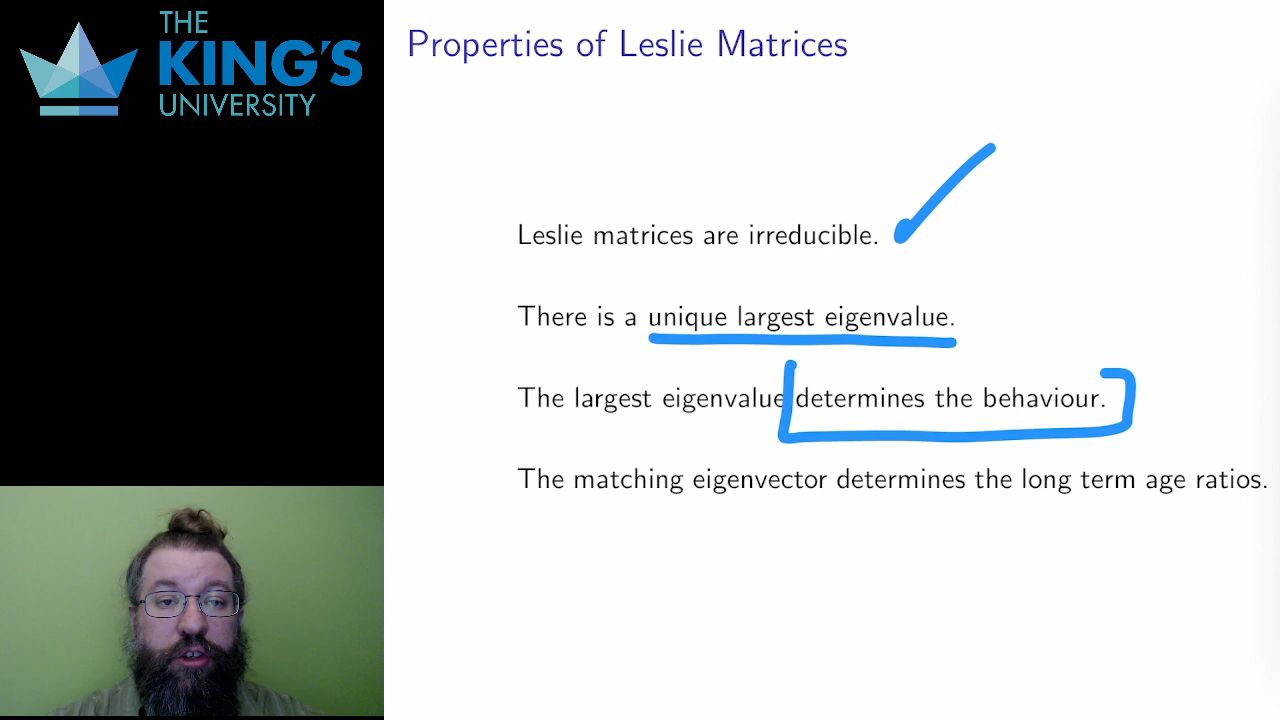 THE
KING'S
UNIVERSITY
Properties of Leslie Matrices
Leslie matrices are irreducible.
There is a unique largest eigenvalue.
The largest eigenvalue determines the behaviour.
The matching eigenvector determines the long term age ratios.